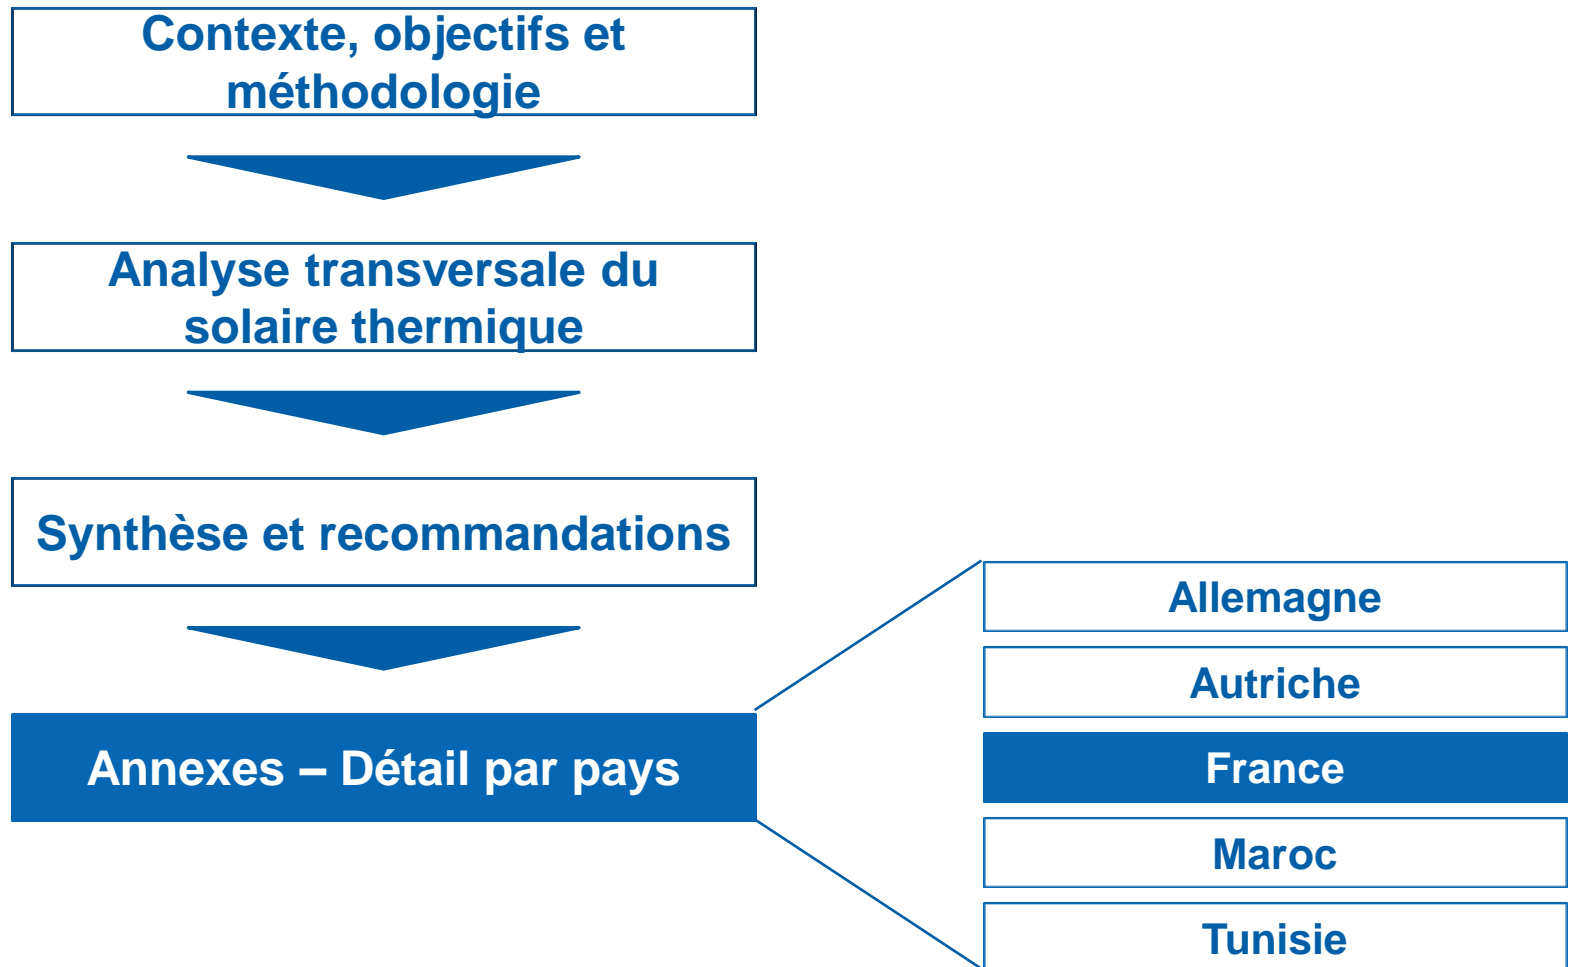 Contexte, objectifs et
méthodologie
Analyse transversale du
solaire thermique
Synthèse et recommandations
Annexes – Détail par pays
Allemagne
Autriche
France
Maroc
Tunisie